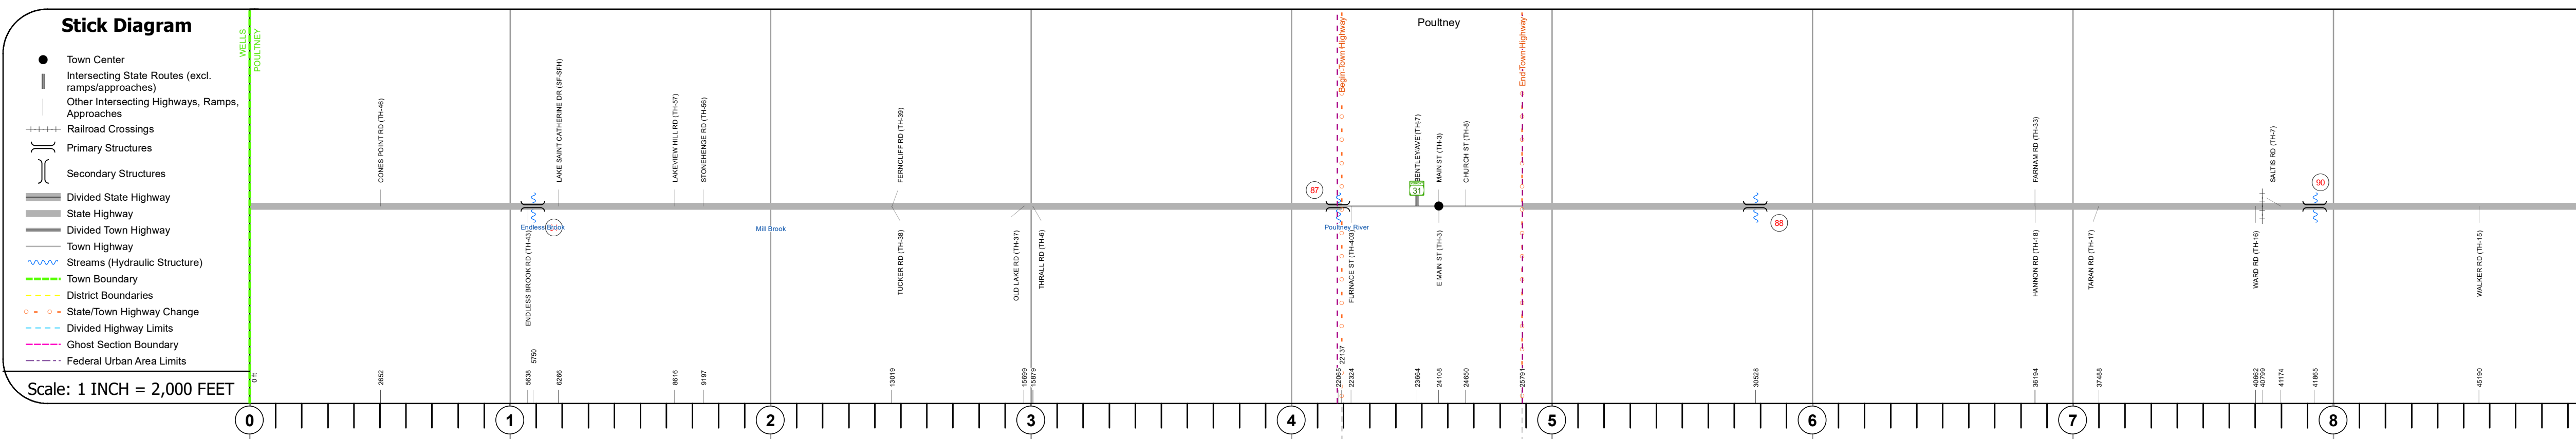 Stick Diagram
Town Center
Intersecting State Routes (excl.
ramps/approaches)
Other Intersecting Highways, Ramps,
Approaches
Railroad Crossings
Primary Structures
Secondary Structures
Divided State Highway
State Highway
Divided Town Highway
Town Highway
Streams (Hydraulic Structure)
Town Boundary
District Boundaries
State/Town Highway Change
Divided Highway Limits
Ghost Section Boundary
Federal Urban Area Limits
Scale: 1 INCH = 2,000 FEET
WELLS
POULTNEY
Poultney
Begin Town Highway
End Town Highway
CONES POINT RD (TH-46)
LAKE SAINT CATHERINE DR (SF-SFH)
LAKEVIEW HILL RD (TH-57)
STONEHENGE RD (TH-56)
FERNCLIFF RD (TH-39)
BENTLEY AVE (TH-7)
MAIN ST (TH-3)
CHURCH ST (TH-8)
FARNAM RD (TH-33)
SALTIS RD (TH-7)
87
31
90
88
Endless Brook
Mill Brook
Poultney River
ENDLESS BROOK RD (TH-43)
TUCKER RD (TH-38)
OLD LAKE RD (TH-37)
THRALL RD (TH-6)
FURNACE ST (TH-403)
E MAIN ST (TH-3)
HANNON RD (TH-18)
TARAN RD (TH-17)
WARD RD (TH-16)
WALKER RD (TH-15)
0 ft
2652
5638
5750
6266
8616
9197
13019
15699
15879
22065
22137
22324
23664
24108
24650
25791
30528
36194
37488
40662
40799
41174
41865
45190
0
1
2
3
4
5
6
7
8